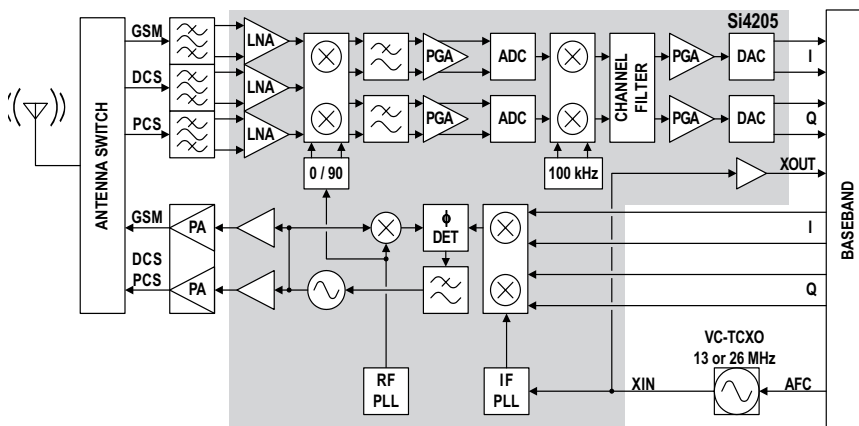 Si4205
GSM
DCS
PCS
ANTENNA SWITCH
LNA
LNA
LNA
0 / 90
PGA
PGA
ADC
ADC
100 kHz
CHANNEL
FILTER
PGA
PGA
DAC
DAC
I
Q
XOUT
BASEBAND
GSM
DCS
PCS
PA
PA
ϕ
DET
I
Q
RF
PLL
IF
PLL
XIN
VC-TCXO
13 or 26 MHz
AFC